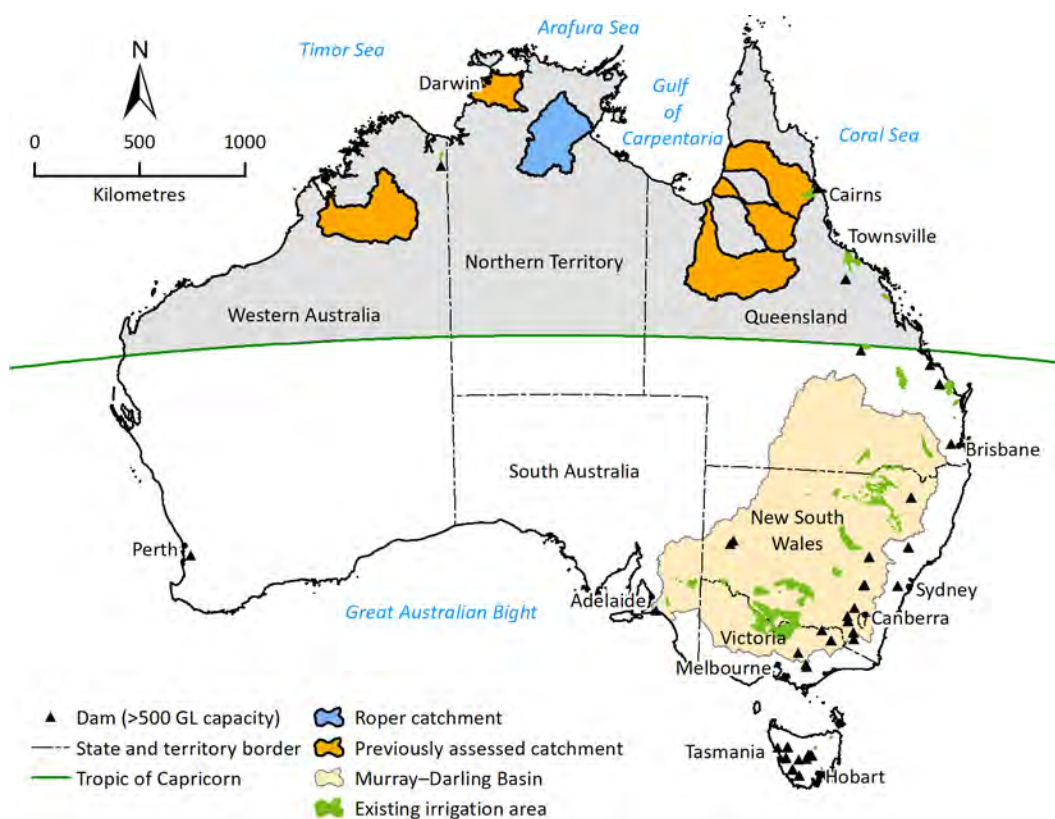 Arafura Sea
Timor Sea
N
Darwin
Gulf
of
Carpentaria
Coral Sea
0 500 1000
Kilometres
Cairns
Townsville
Northern Territory
Western Australia
Queensland
Brisbane
South Australia
New South
Wales
Perth
Sydney
Adelaide
Great Australian Bight
Canberra
Victoria
Melbourne
Tasmania
Hobart
Dam (>500 GL capacity)
State and territory border
Tropic of Capricorn
Roper catchment
Previously assessed catchment
Murray–Darling Basin
Existing irrigation area